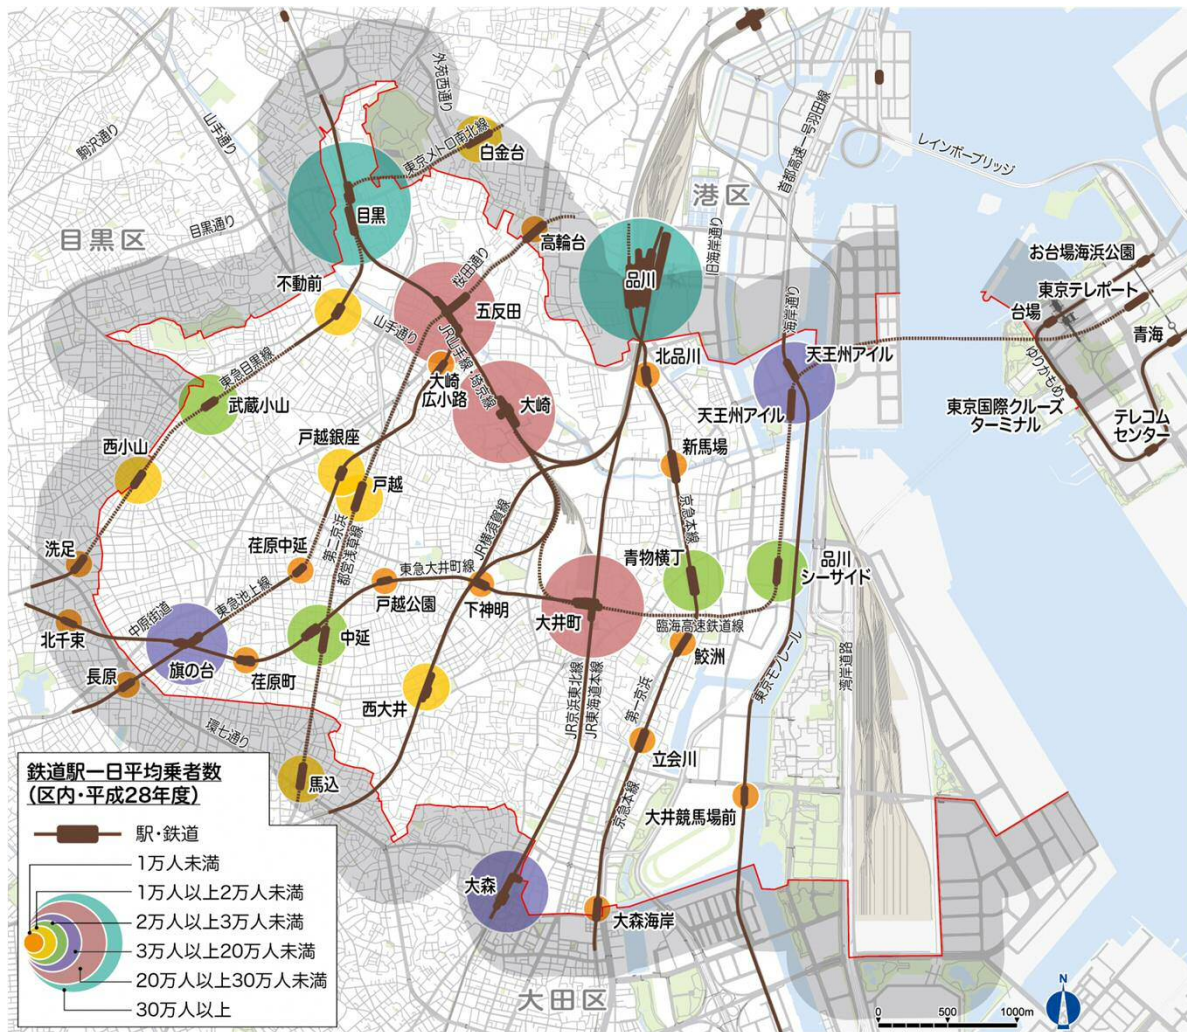 外苑西通り
山手通り
駒沢通り
東京メトロ南北線
白金台
首都高速一号羽田線
レインボーブリッジ
港区
目黒
目黒通り
目黒区
高輪台
旧海岸通り
桜田通り
品川
お台場海浜公園
不動前
五反田
海岸通り
東京テレポート
台場
山手通り
青海
JR山手線・埼京線
北品川
天王州アイル
ゆりかもめ
東急目黒線
大崎
広小路
武蔵小山
大崎
天王州アイル
東京国際クルーズ
ターミナル
テレコム
センター
戸越銀座
新馬場
西小山
戸越
第二京浜
都営浅草線
JR横須賀線
京急本線
荏原中延
青物横丁
品川
シーサイド
洗足
東急大井町線
東急池上線
戸越公園
下神明
中原街道
大井町
臨海高速鉄道線
北千束
中延
鮫洲
旗の台
長原
荏原町
西大井
JR京浜東北線
JR東海道本線
第一京浜
東京モノレール
湾岸道路
環七通り
立会川
馬込
京急本線
大井競馬場前
大森
大森海岸
大田区
鉄道駅一日平均乗者数
(区内・平成28年度)
駅・鉄道
1万人未満
1万人以上2万人未満
2万人以上3万人未満
3万人以上20万人未満
20万人以上30万人未満
30万人以上
N
0 500 1000m